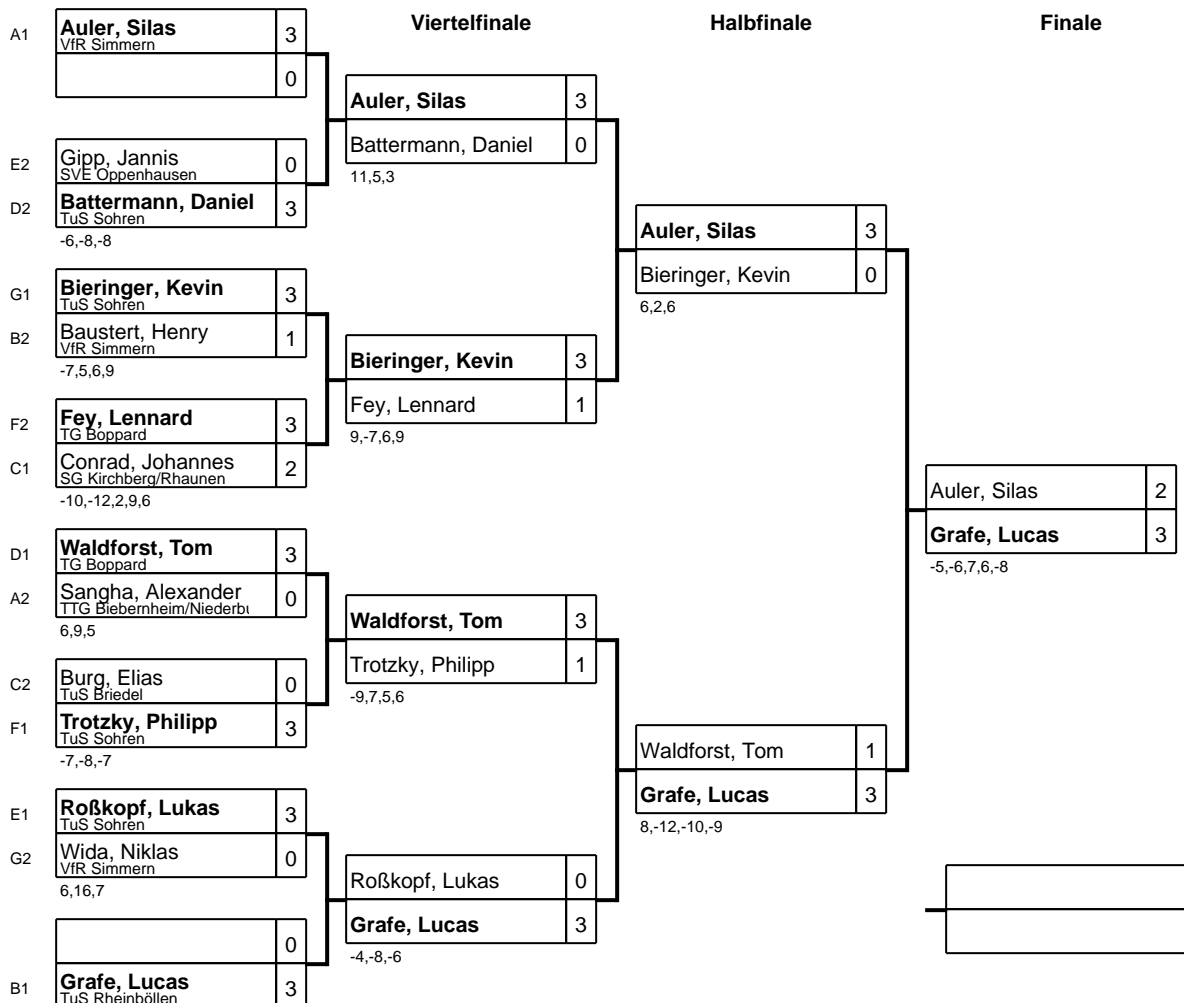 Viertelfinale
Halbfinale
Finale
A1
Auler, Silas
VfR Simmern
3
0
E2
Gipp, Jannis
SVE Oppenhausen
0
D2
Battermann, Daniel
TuS Sohren
3
-6,-8,-8
G1
Bieringer, Kevin
TuS Sohren
3
B2
Baustert, Henry
VfR Simmern
1
-7,5,6,9
F2
Fey, Lennard
TG Boppard
3
C1
Conrad, Johannes
SG Kirchberg/Rhaunen
2
-10,-12,2,9,6
D1
Waldforst, Tom
TG Boppard
3
A2
Sangha, Alexander
TTG Biebernheim/Niederbu
0
6,9,5
C2
Burg, Elias
TuS Briedel
0
F1
Trotzky, Philipp
TuS Sohren
3
-7,-8,-7
E1
Roßkopf, Lukas
TuS Sohren
3
G2
Wida, Niklas
VfR Simmern
0
6,16,7
0
B1
Grafe, Lucas
TuS Rheinböllen
3
Auler, Silas
3
Battermann, Daniel
0
11,5,3
Bieringer, Kevin
3
Fey, Lennard
1
9,-7,6,9
Waldforst, Tom
3
Trotzky, Philipp
1
-9,7,5,6
Roßkopf, Lukas
0
Grafe, Lucas
3
-4,-8,-6
Auler, Silas
3
Bieringer, Kevin
0
6,2,6
Waldforst, Tom
1
Grafe, Lucas
3
8,-12,-10,-9
Auler, Silas
2
Grafe, Lucas
3
-5,-6,7,6,-8